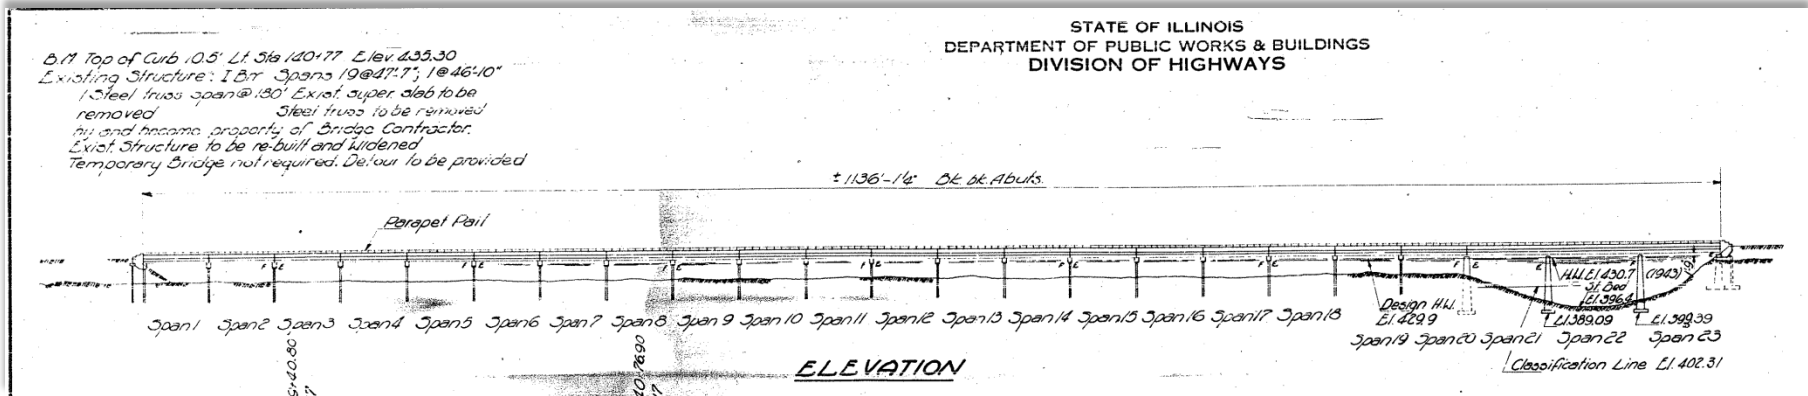 STATE OF ILLINOIS
DEPARTMENT OF PUBLIC WORKS & BUILDINGS
DIVISION OF HIGHWAYS
B.M. Top of Curb 10.5' Lt. Sta 140+77 Elev. 435.30
Existing Structure: I Bm Spans 19@47'-7"; 1@46'-10"
1 Steel truss span@180' Exist. super. slab to be
removed Steel truss to be removed
by and become property of Bridge Contractor.
Exist. Structure to be re-built and Widened
Temporary Bridge not required. Detour to be provided
±1136'-1¼" Bk. bk. Abuts.
Parapet Rail
F E F E F E F E F E F E
H.W. El. 430.7 (1943)
St. Bed
El. 396.4
Design H.W.
El. 429.9
El. 389.09
Span 1 Span 2 Span 3 Span 4 Span 5 Span 6 Span 7 Span 8 Span 9 Span 10 Span 11 Span 12 Span 13 Span 14 Span 15 Span 16 Span 17 Span 18
Span 19 Span 20 Span 21 Span 22 Span 23
Classification Line El. 402.31
ELEVATION